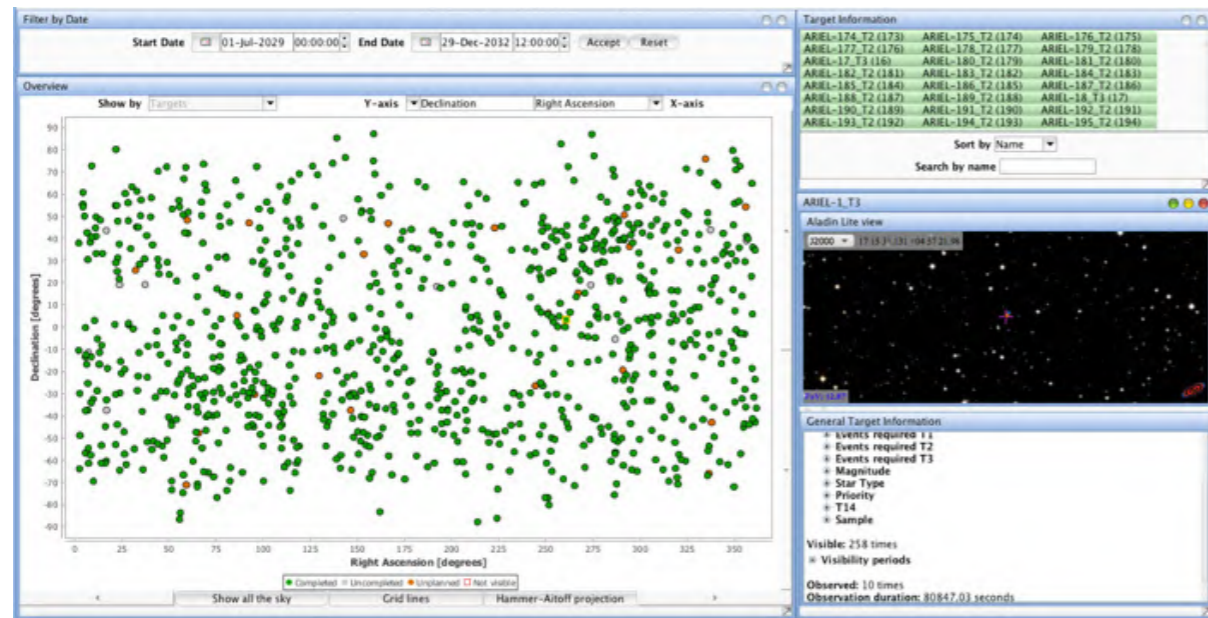 Filter by Date
Start Date 01-Jul-2029 00:00:00 End Date 29-Dec-2032 12:00:00 Accept Reset
Overview
Show by Targets Y-axis Declination Right Ascension X-axis
90
80
70
60
50
40
30
20
10
0
-10
-20
-30
-40
-50
-60
-70
-80
-90
Declination [degrees]
0 25 50 75 100 125 150 175 200 225 250 275 300 325 350
Right Ascension [degrees]
Completed Uncompleted Unplanned Not visible
Show all the sky Grid lines Hammer-Aitoff projection
Target Information
ARIEL-174_T2 (173) ARIEL-175_T2 (174) ARIEL-176_T2 (175)
ARIEL-177_T2 (176) ARIEL-178_T2 (177) ARIEL-179_T2 (178)
ARIEL-17_T3 (16) ARIEL-180_T2 (179) ARIEL-181_T2 (180)
ARIEL-182_T2 (181) ARIEL-183_T2 (182) ARIEL-184_T2 (183)
ARIEL-185_T2 (184) ARIEL-186_T2 (185) ARIEL-187_T2 (186)
ARIEL-188_T2 (187) ARIEL-189_T2 (188) ARIEL-18_T3 (17)
ARIEL-190_T2 (189) ARIEL-191_T2 (190) ARIEL-192_T2 (191)
ARIEL-193_T2 (192) ARIEL-194_T2 (193) ARIEL-195_T2 (194)
Sort by Name
Search by name
ARIEL-1_T3
Aladin Lite view
J2000
General Target Information
Events required T1
Events required T2
Events required T3
Magnitude
Star Type
Priority
T14
Sample
Visible: 258 times
Visibility periods
Observed: 10 times
Observation duration: 80847.03 seconds